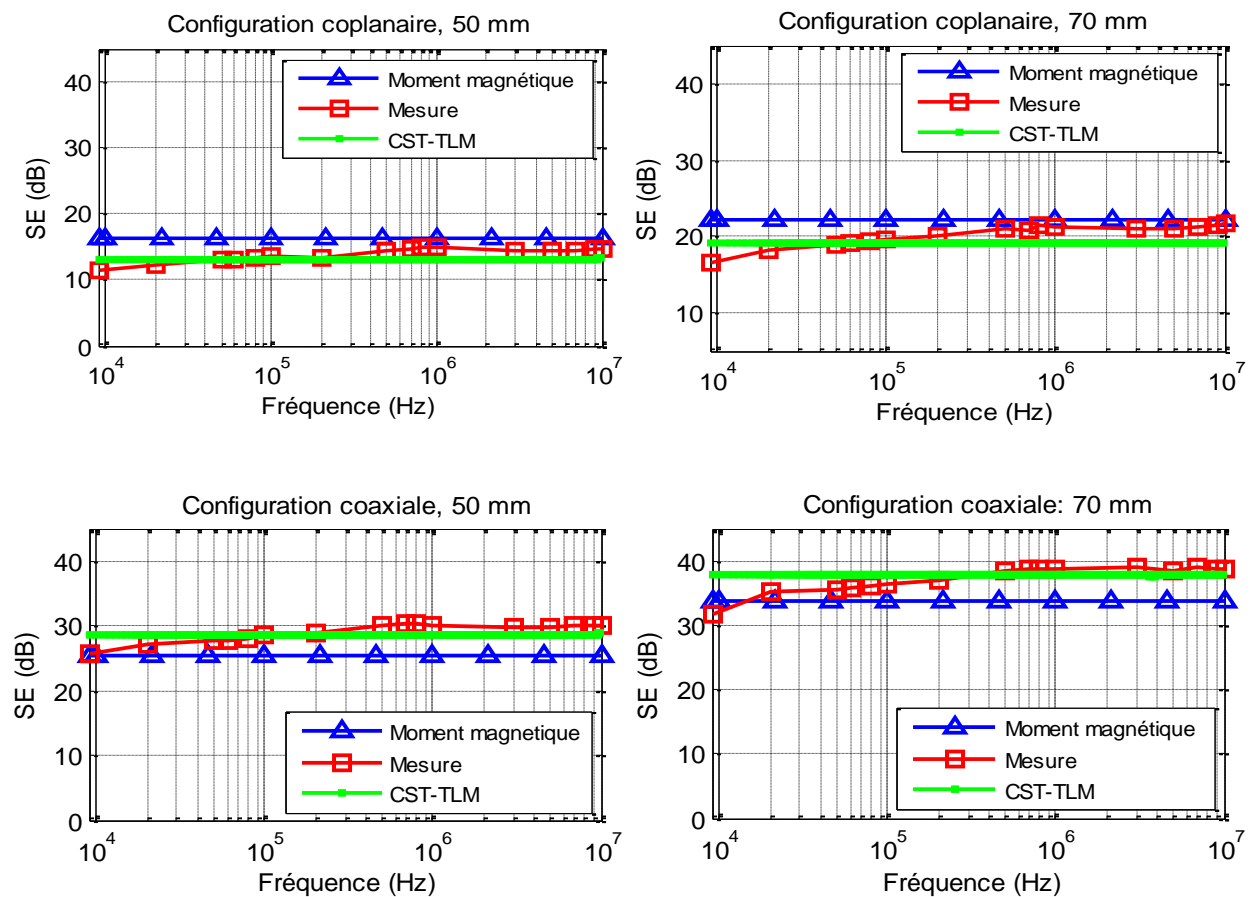 Configuration coplanaire, 50 mm
SE (dB)
40
30
20
10
0
Moment magnétique
Mesure
CST-TLM
10^4
10^5
10^6
10^7
Fréquence (Hz)
Configuration coplanaire, 70 mm
SE (dB)
40
30
20
10
Moment magnétique
Mesure
CST-TLM
10^4
10^5
10^6
10^7
Fréquence (Hz)
Configuration coaxiale, 50 mm
SE (dB)
40
30
20
10
0
Moment magnetique
Mesure
CST-TLM
10^4
10^5
10^6
10^7
Fréquence (Hz)
Configuration coaxiale: 70 mm
SE (dB)
40
30
20
10
0
Moment magnétique
Mesure
CST-TLM
10^4
10^5
10^6
10^7
Fréquence (Hz)